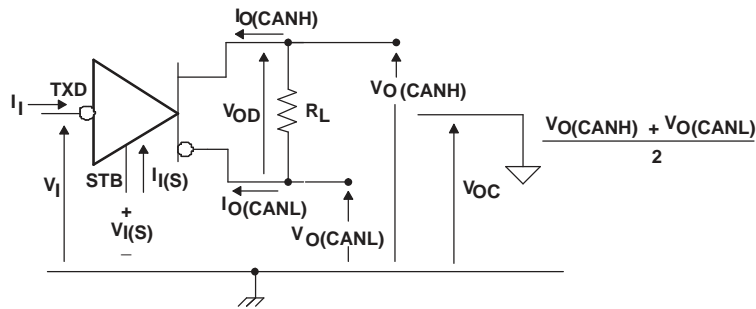 IO(CANH)
TXD
II
VO(CANH)
VOD
RL
VO(CANH) + VO(CANL)
2
STB
II(S)
VI
VOC
IO(CANL)
+
VI(S)
–
VO(CANL)